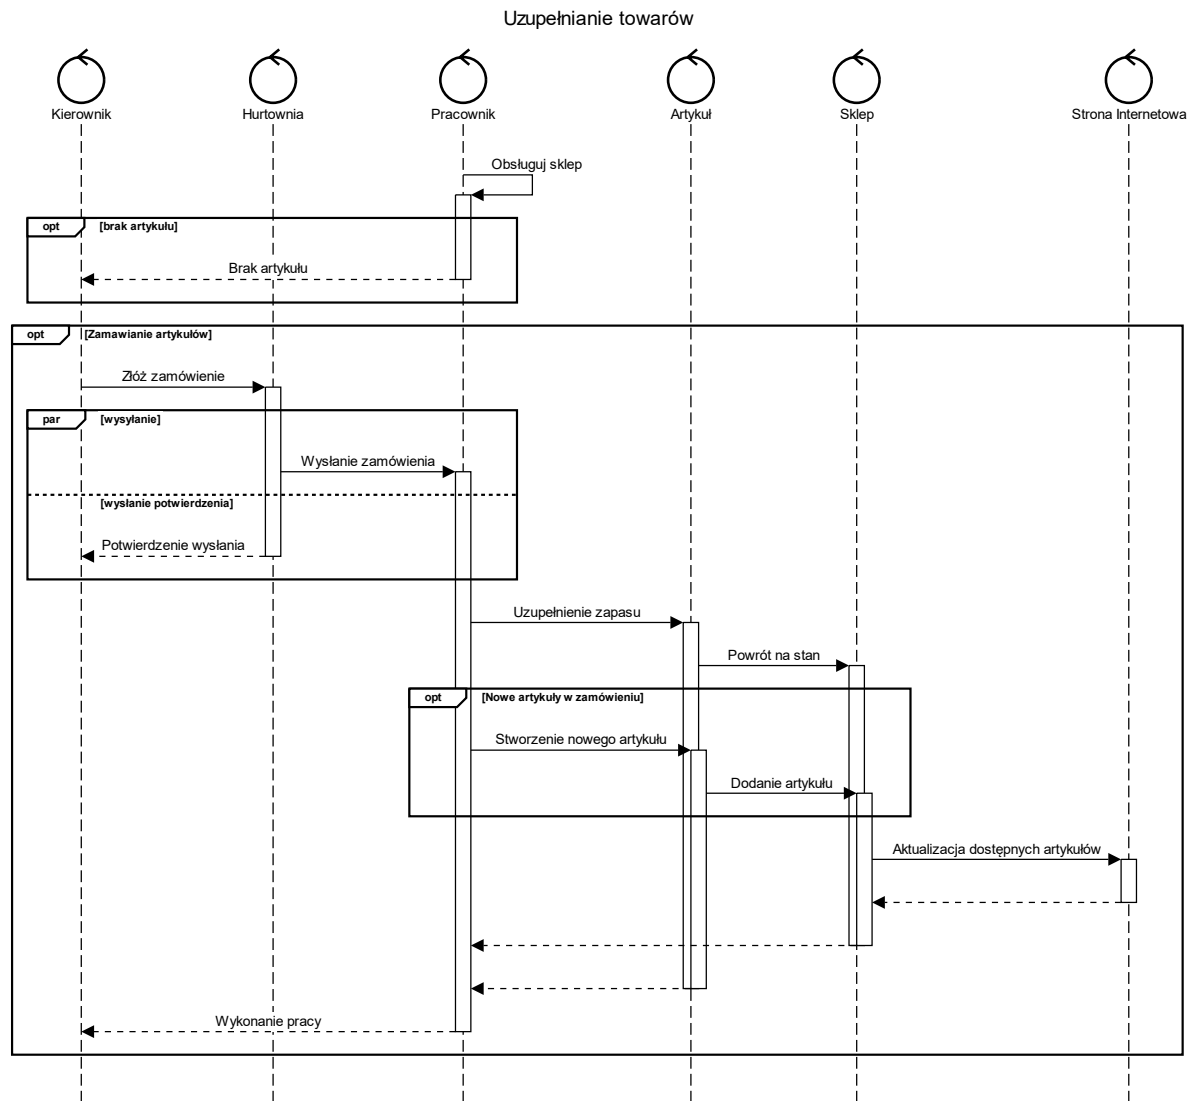 Uzupełnianie towarów
Kierownik
Hurtownia
Pracownik
Artykuł
Sklep
Strona Internetowa
Obsługuj sklep
opt
[brak artykułu]
Brak artykułu
opt
[Zamawianie artykułów]
Złóż zamówienie
par
[wysyłanie]
Wysłanie zamówienia
[wysłanie potwierdzenia]
Potwierdzenie wysłania
Uzupełnienie zapasu
Powrót na stan
opt
[Nowe artykuły w zamówieniu]
Stworzenie nowego artykułu
Dodanie artykułu
Aktualizacja dostępnych artykułów
Wykonanie pracy